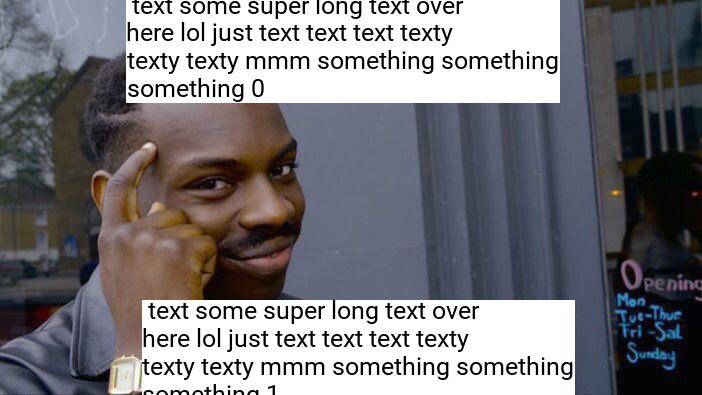 text some super long text over
here lol just text text text texty
texty texty mmm something something
something 0
text some super long text over
here lol just text text text texty
texty texty mmm something something
something 1
Opening
Mon
Tue-Thur
Fri-Sat
Sunday